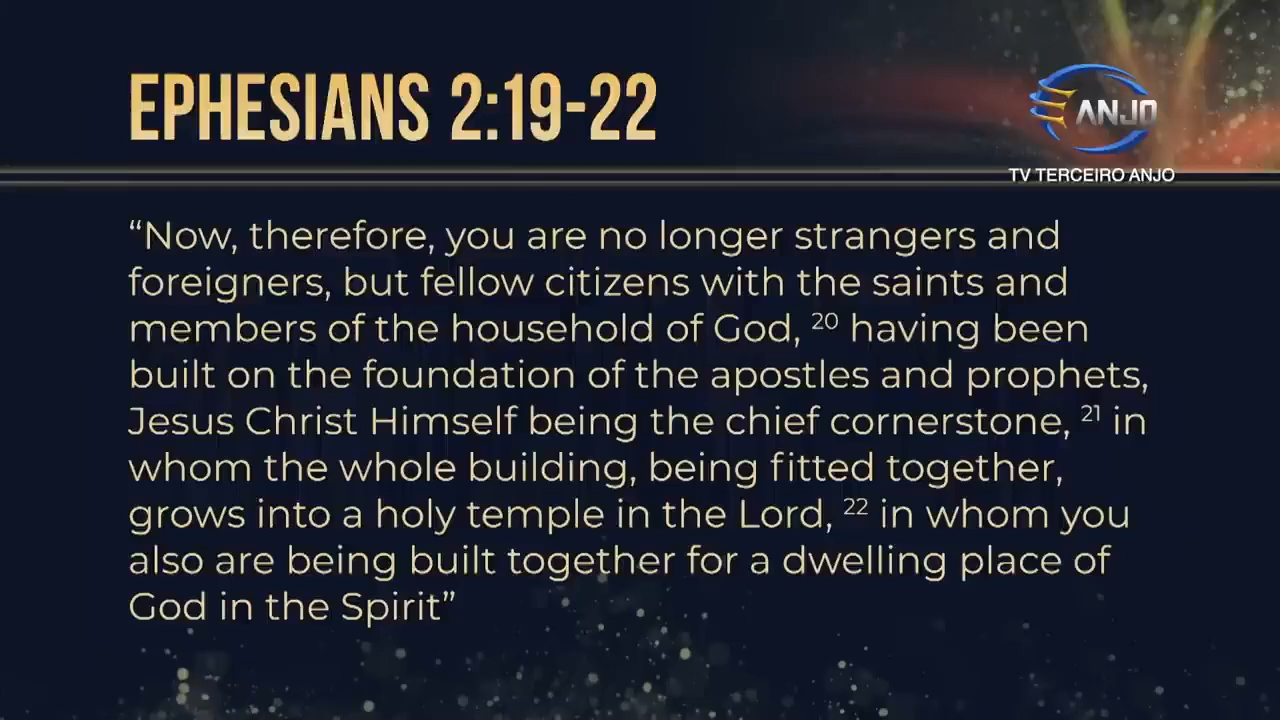 EPHESIANS 2:19-22
ANJO
TV TERCEIRO ANJO
“Now, therefore, you are no longer strangers and
foreigners, but fellow citizens with the saints and
members of the household of God, ²⁰ having been
built on the foundation of the apostles and prophets,
Jesus Christ Himself being the chief cornerstone, ²¹ in
whom the whole building, being fitted together,
grows into a holy temple in the Lord, ²² in whom you
also are being built together for a dwelling place of
God in the Spirit”